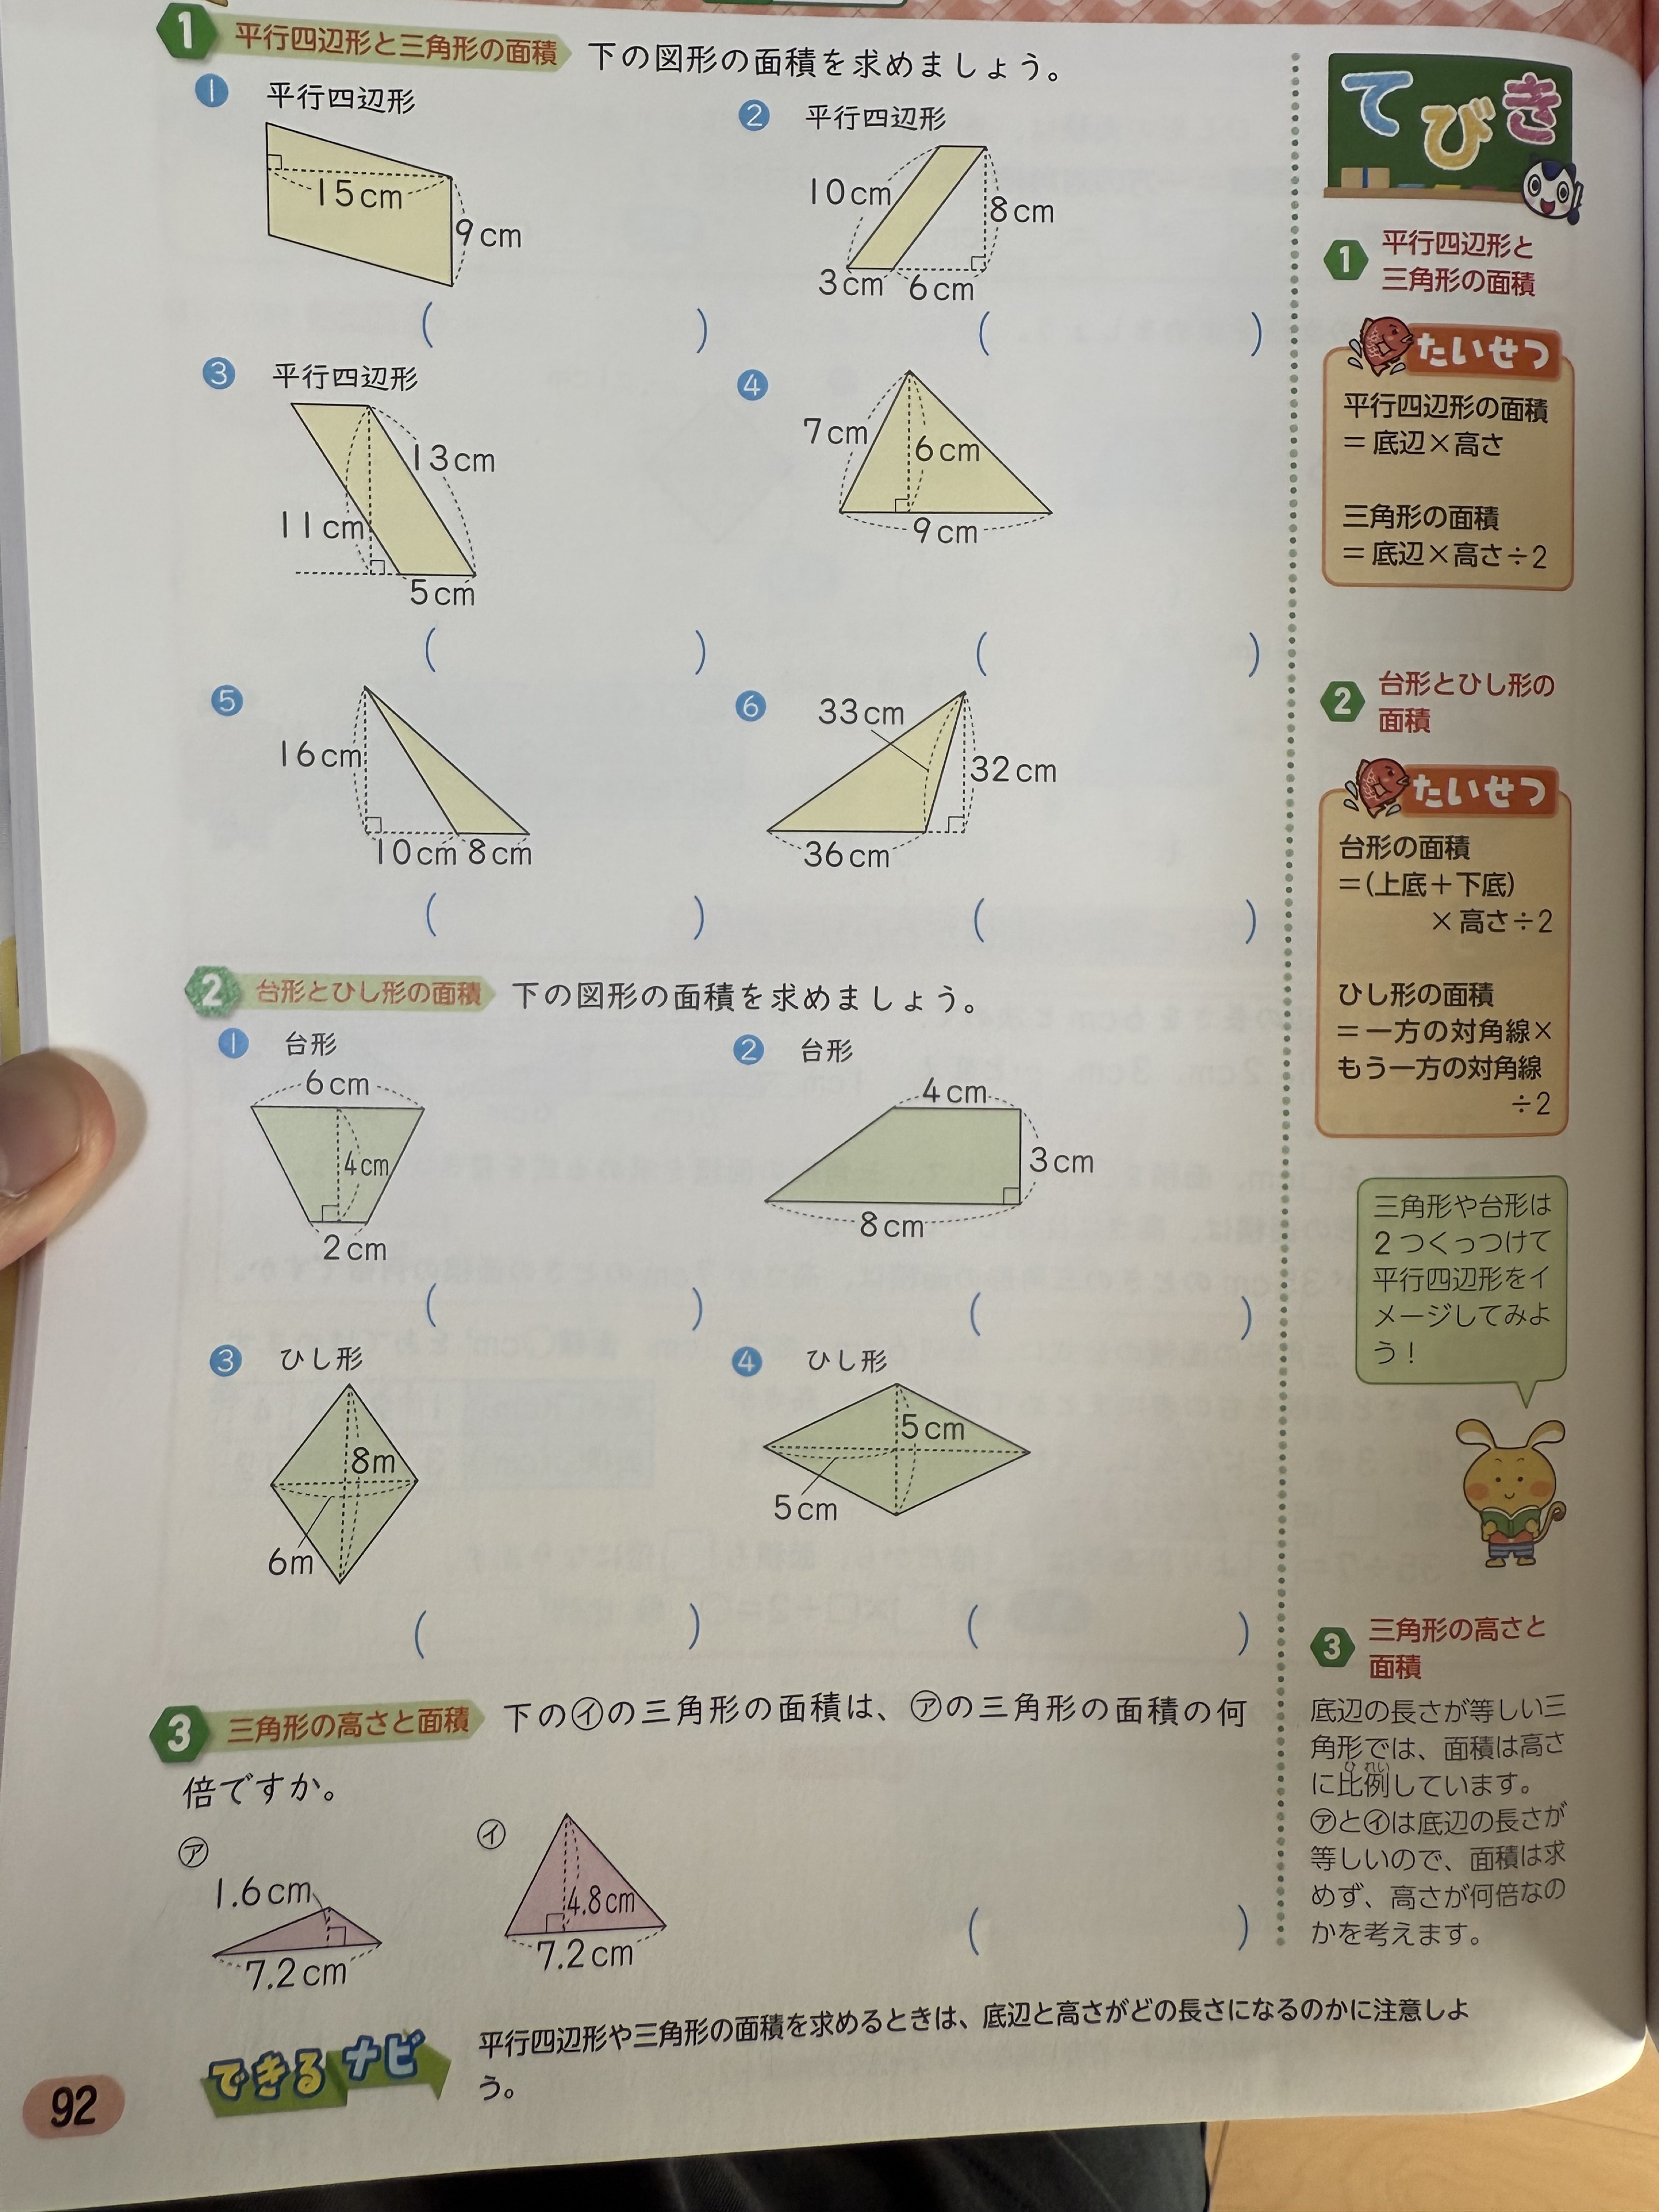 1 平行四辺形と三角形の面積 下の図形の面積を求めましょう。
1 平行四辺形
15cm
9cm
( )
2 平行四辺形
10cm
8cm
3cm 6cm
( )
3 平行四辺形
13cm
11cm
5cm
( )
4
7cm
6cm
9cm
( )
5
16cm
10cm 8cm
( )
6
33cm
32cm
36cm
( )
2 台形とひし形の面積 下の図形の面積を求めましょう。
1 台形
6cm
4cm
2cm
( )
2 台形
4cm
3cm
8cm
( )
3 ひし形
8m
6m
( )
4 ひし形
5cm
5cm
( )
3 三角形の高さと面積 下の㋑の三角形の面積は、㋐の三角形の面積の何
倍ですか。
㋐
1.6cm
7.2cm
㋑
4.8cm
7.2cm
( )
できるナビ
平行四辺形や三角形の面積を求めるときは、底辺と高さがどの長さになるのかに注意しよ
う。
92
てびき
1 平行四辺形と
三角形の面積
たいせつ
平行四辺形の面積
=底辺×高さ
三角形の面積
=底辺×高さ÷2
2 台形とひし形の
面積
たいせつ
台形の面積
=(上底+下底)
×高さ÷2
ひし形の面積
=一方の対角線×
もう一方の対角線
÷2
三角形や台形は
2つくっつけて
平行四辺形をイ
メージしてみよ
う!
3 三角形の高さと
面積
底辺の長さが等しい三
角形では、面積は高さ
ひれい
に比例しています。
㋐と㋑は底辺の長さが
等しいので、面積は求
めず、高さが何倍なの
かを考えます。